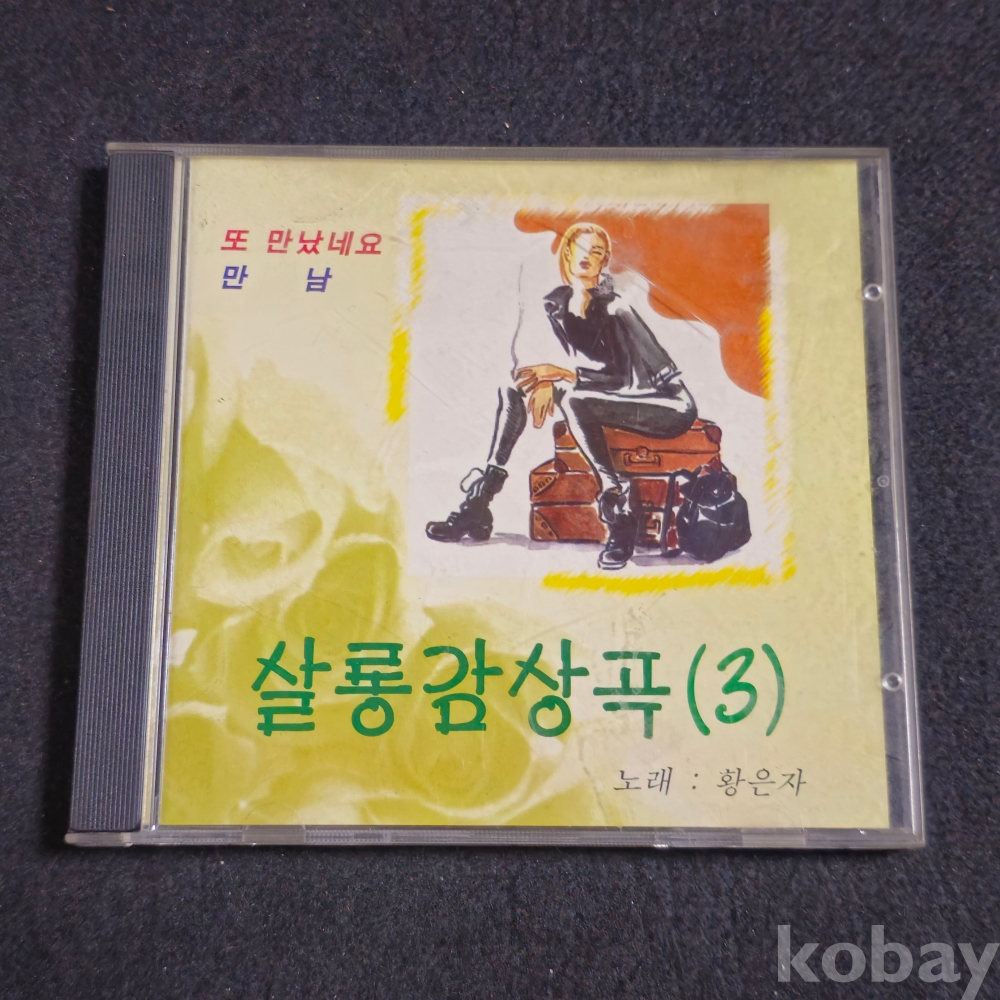 또 만났네요
만 남
살롱감상곡(3)
노래 : 황은자
kobay